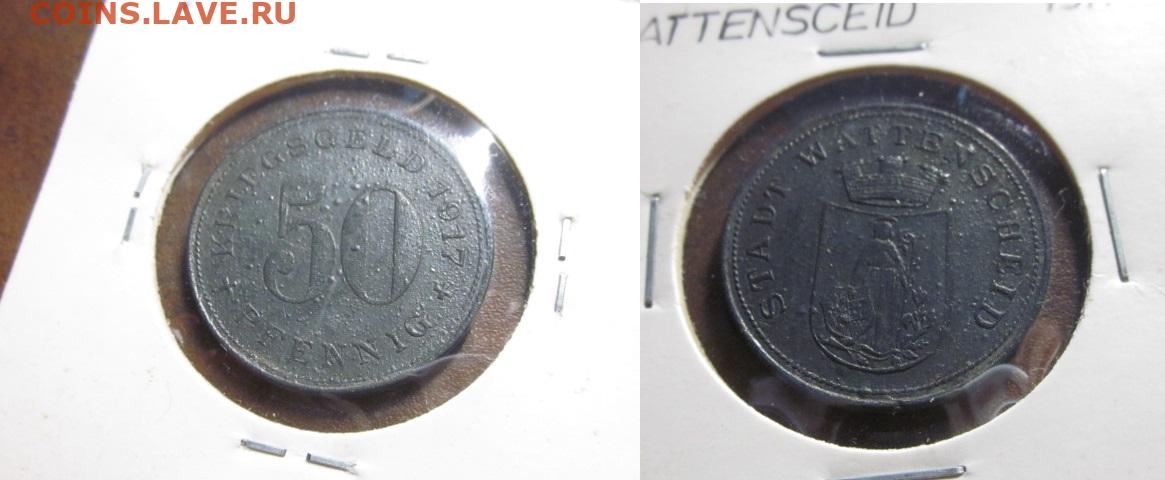 COINS.LAVE.RU
KRIEGSGELD 1917
50
PFENNIG
ATTENSCEID
STADT WATTENSCHEID